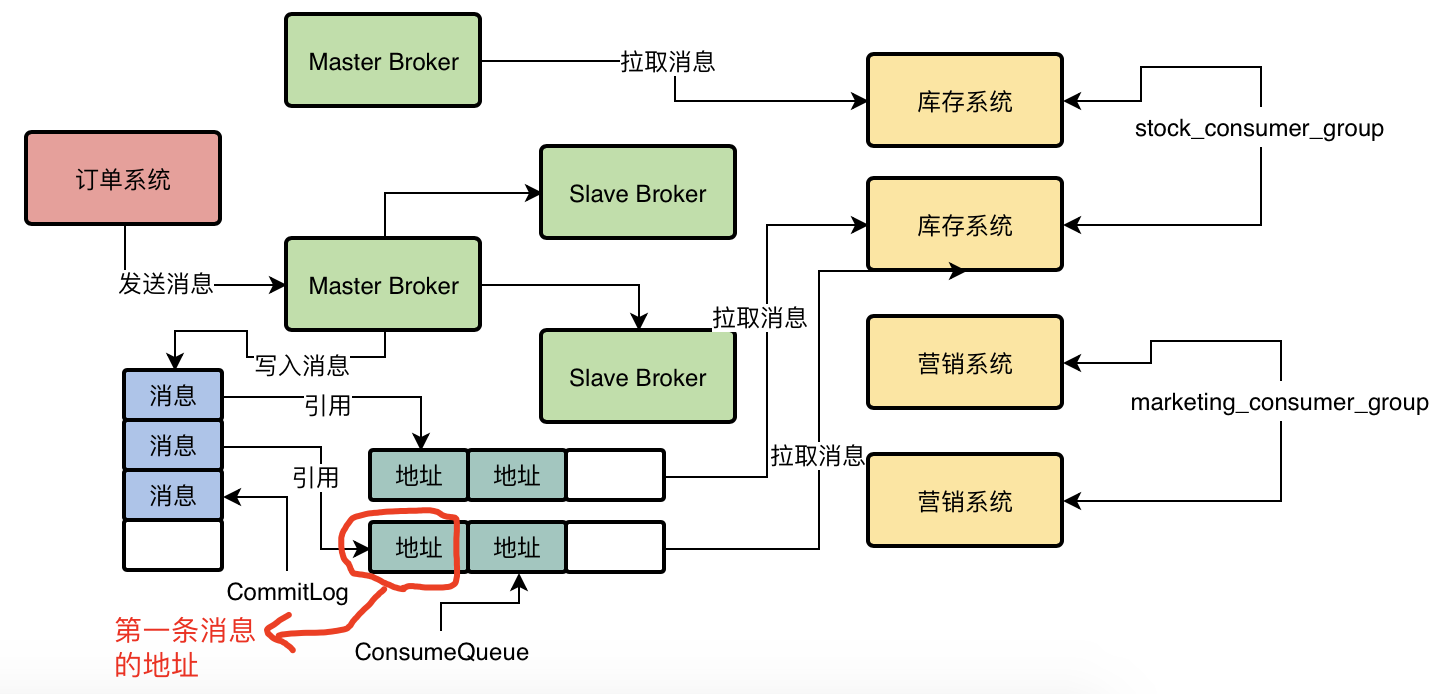 Master Broker
拉取消息
库存系统
stock_consumer_group
订单系统
Slave Broker
库存系统
发送消息
Master Broker
拉取消息
写入消息
Slave Broker
营销系统
marketing_consumer_group
消息
引用
消息
引用
地址
地址
拉取消息
消息
营销系统
地址
地址
CommitLog
第一条消息
的地址
ConsumeQueue